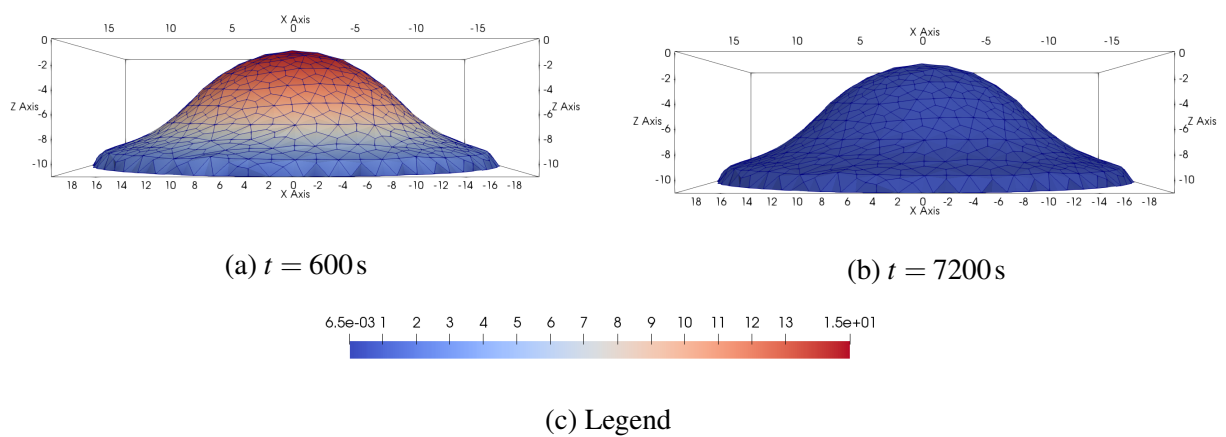 X Axis
15 10 5 0 -5 -10 -15
0 0
-2 -2
-4 -4
-6 -6
Z Axis Z Axis
-8 -8
-10 -10
18 16 14 12 10 8 6 4 2 0 -2 -4 -6 -8 -10 -12 -14 -16 -18
X Axis
(a) t = 600 s
X Axis
15 10 5 0 -5 -10 -15
0 0
-2 -2
-4 -4
Z Axis Z Axis
-6 -6
-8 -8
-10 -10
18 16 14 12 10 8 6 4 2 0 -2 -4 -6 -8 -10 -12 -14 -16 -18
X Axis
(b) t = 7200 s
6.5e-03 1 2 3 4 5 6 7 8 9 10 11 12 13 1.5e+01
(c) Legend